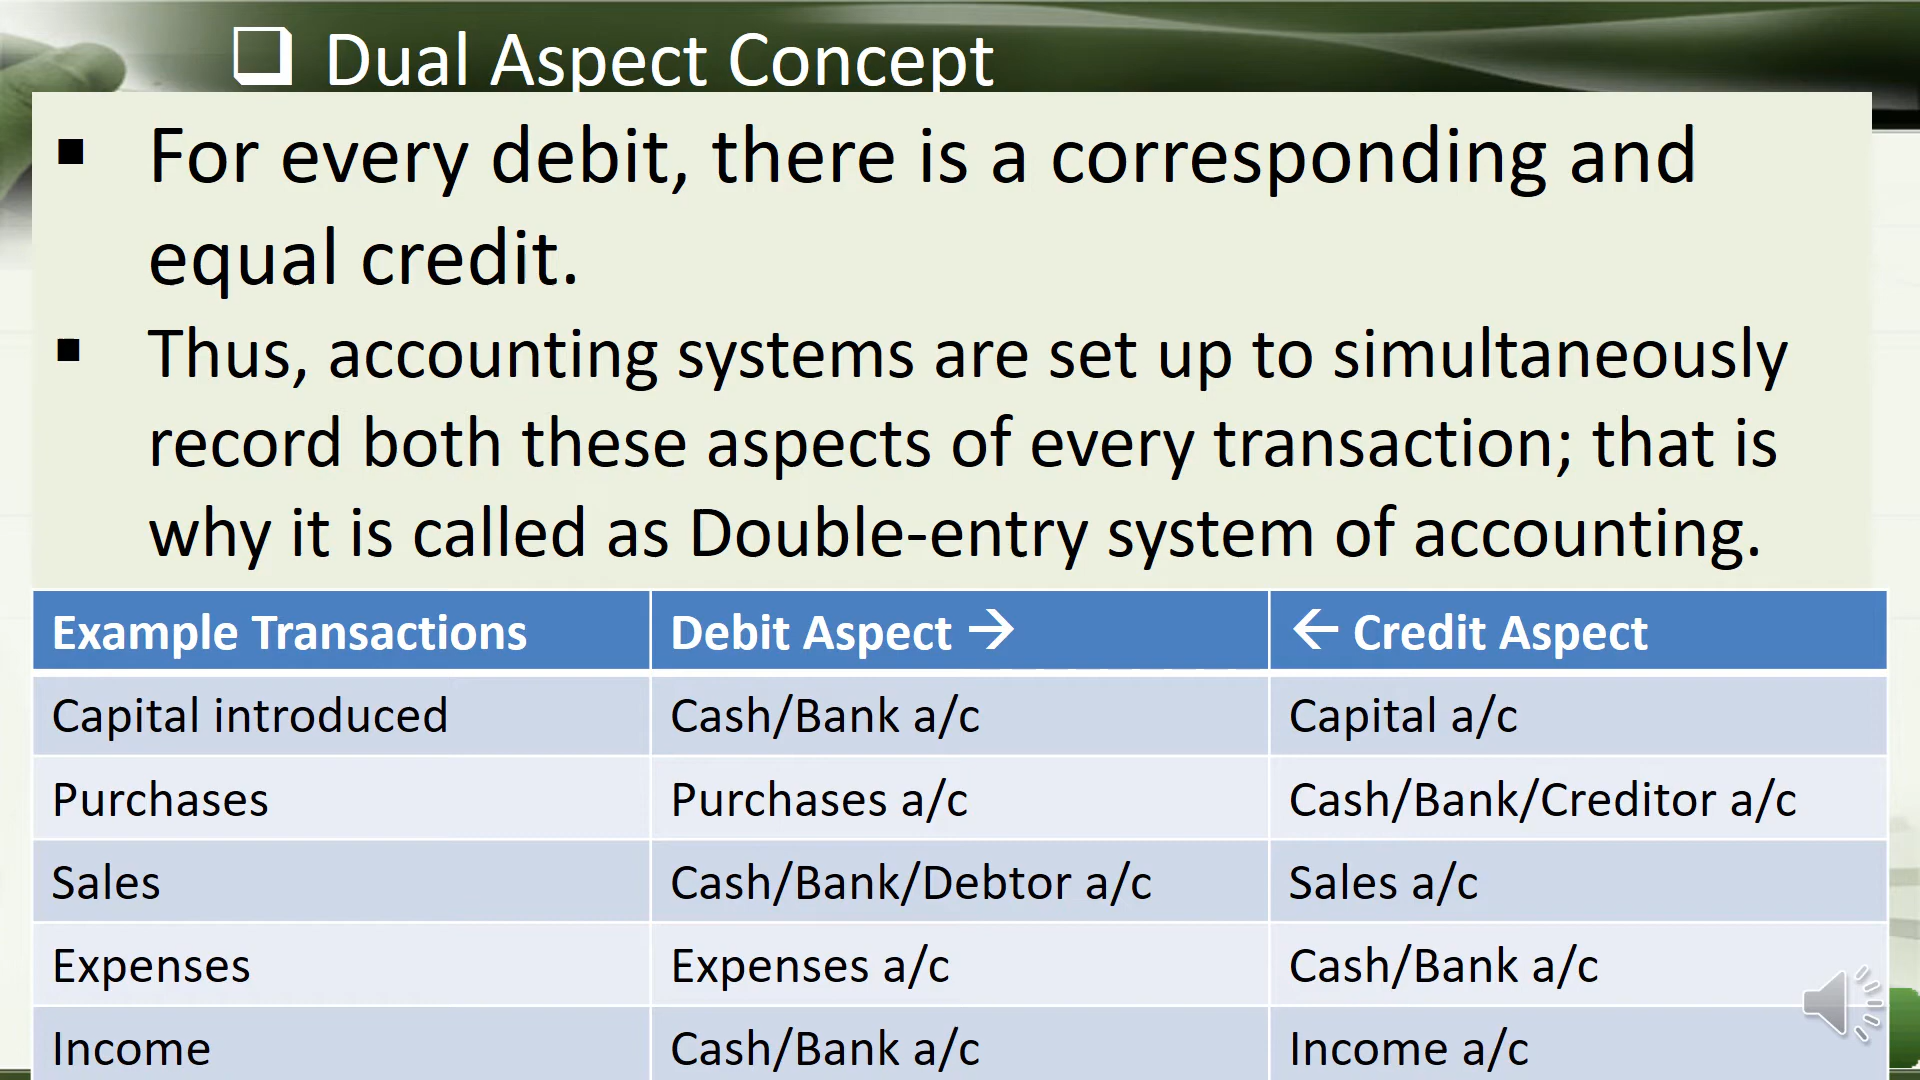 ❑ Dual Aspect Concept
▪ For every debit, there is a corresponding and
equal credit.
▪ Thus, accounting systems are set up to simultaneously
record both these aspects of every transaction; that is
why it is called as Double-entry system of accounting.
Example Transactions Debit Aspect → ← Credit Aspect
Capital introduced Cash/Bank a/c Capital a/c
Purchases Purchases a/c Cash/Bank/Creditor a/c
Sales Cash/Bank/Debtor a/c Sales a/c
Expenses Expenses a/c Cash/Bank a/c
Income Cash/Bank a/c Income a/c